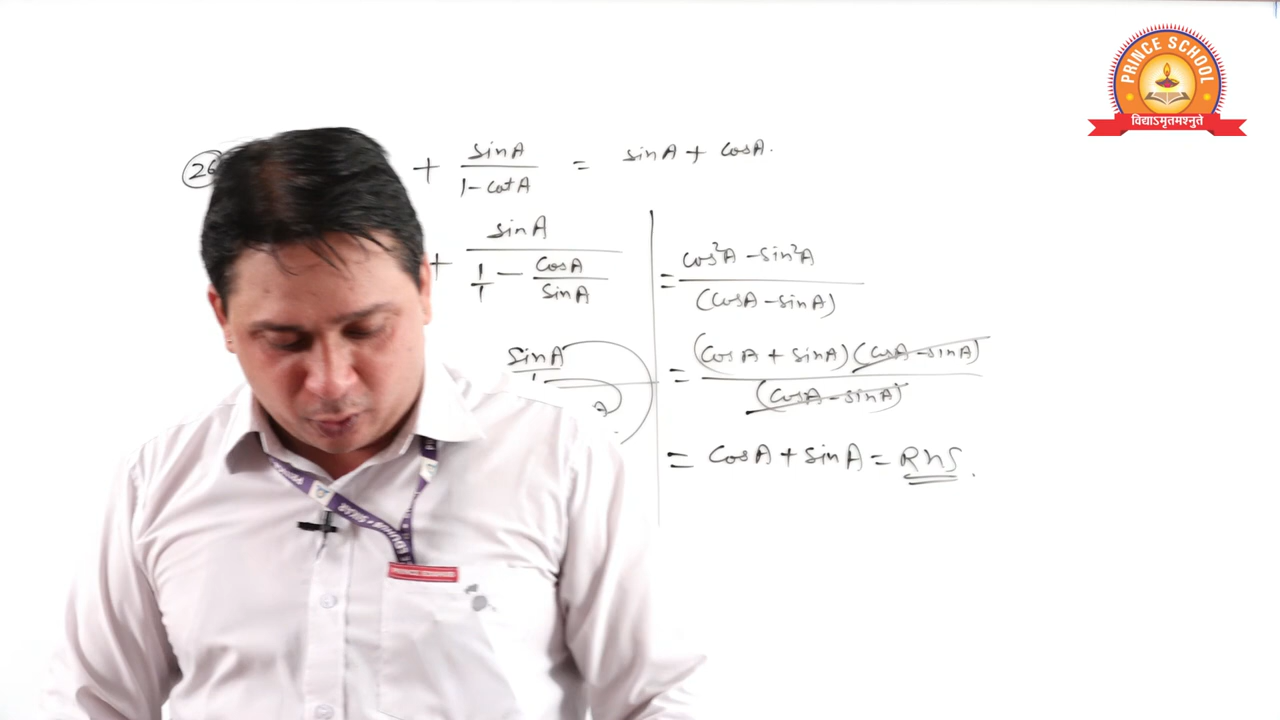 PRINCE SCHOOL
विद्याऽमृतमश्नुते
26
+ sinA / 1 - cotA = sinA + cosA.
+ sinA / 1/1 - cosA/sinA
sinA / 1
A
= cos²A - sin²A / (cosA - sinA)
= (cosA + sinA)(cosA - sinA) / (cosA - sinA)
= cosA + sinA = RHS.